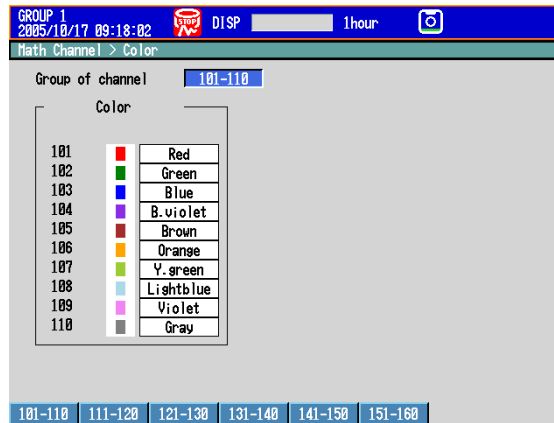 GROUP 1
2005/10/17 09:18:02 STOP DISP 1hour
Math Channel > Color
Group of channel 101-110
Color
101 Red
102 Green
103 Blue
104 B.violet
105 Brown
106 Orange
107 Y.green
108 Lightblue
109 Violet
110 Gray
101-110 111-120 121-130 131-140 141-150 151-160